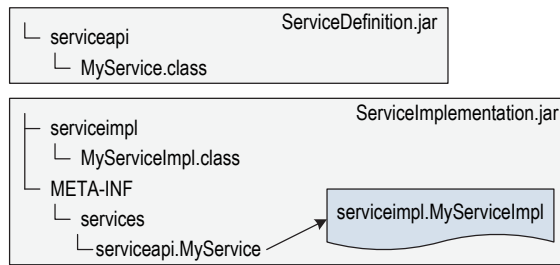 ServiceDefinition.jar
serviceapi
MyService.class
ServiceImplementation.jar
serviceimpl
MyServiceImpl.class
META-INF
services
serviceapi.MyService
serviceimpl.MyServiceImpl